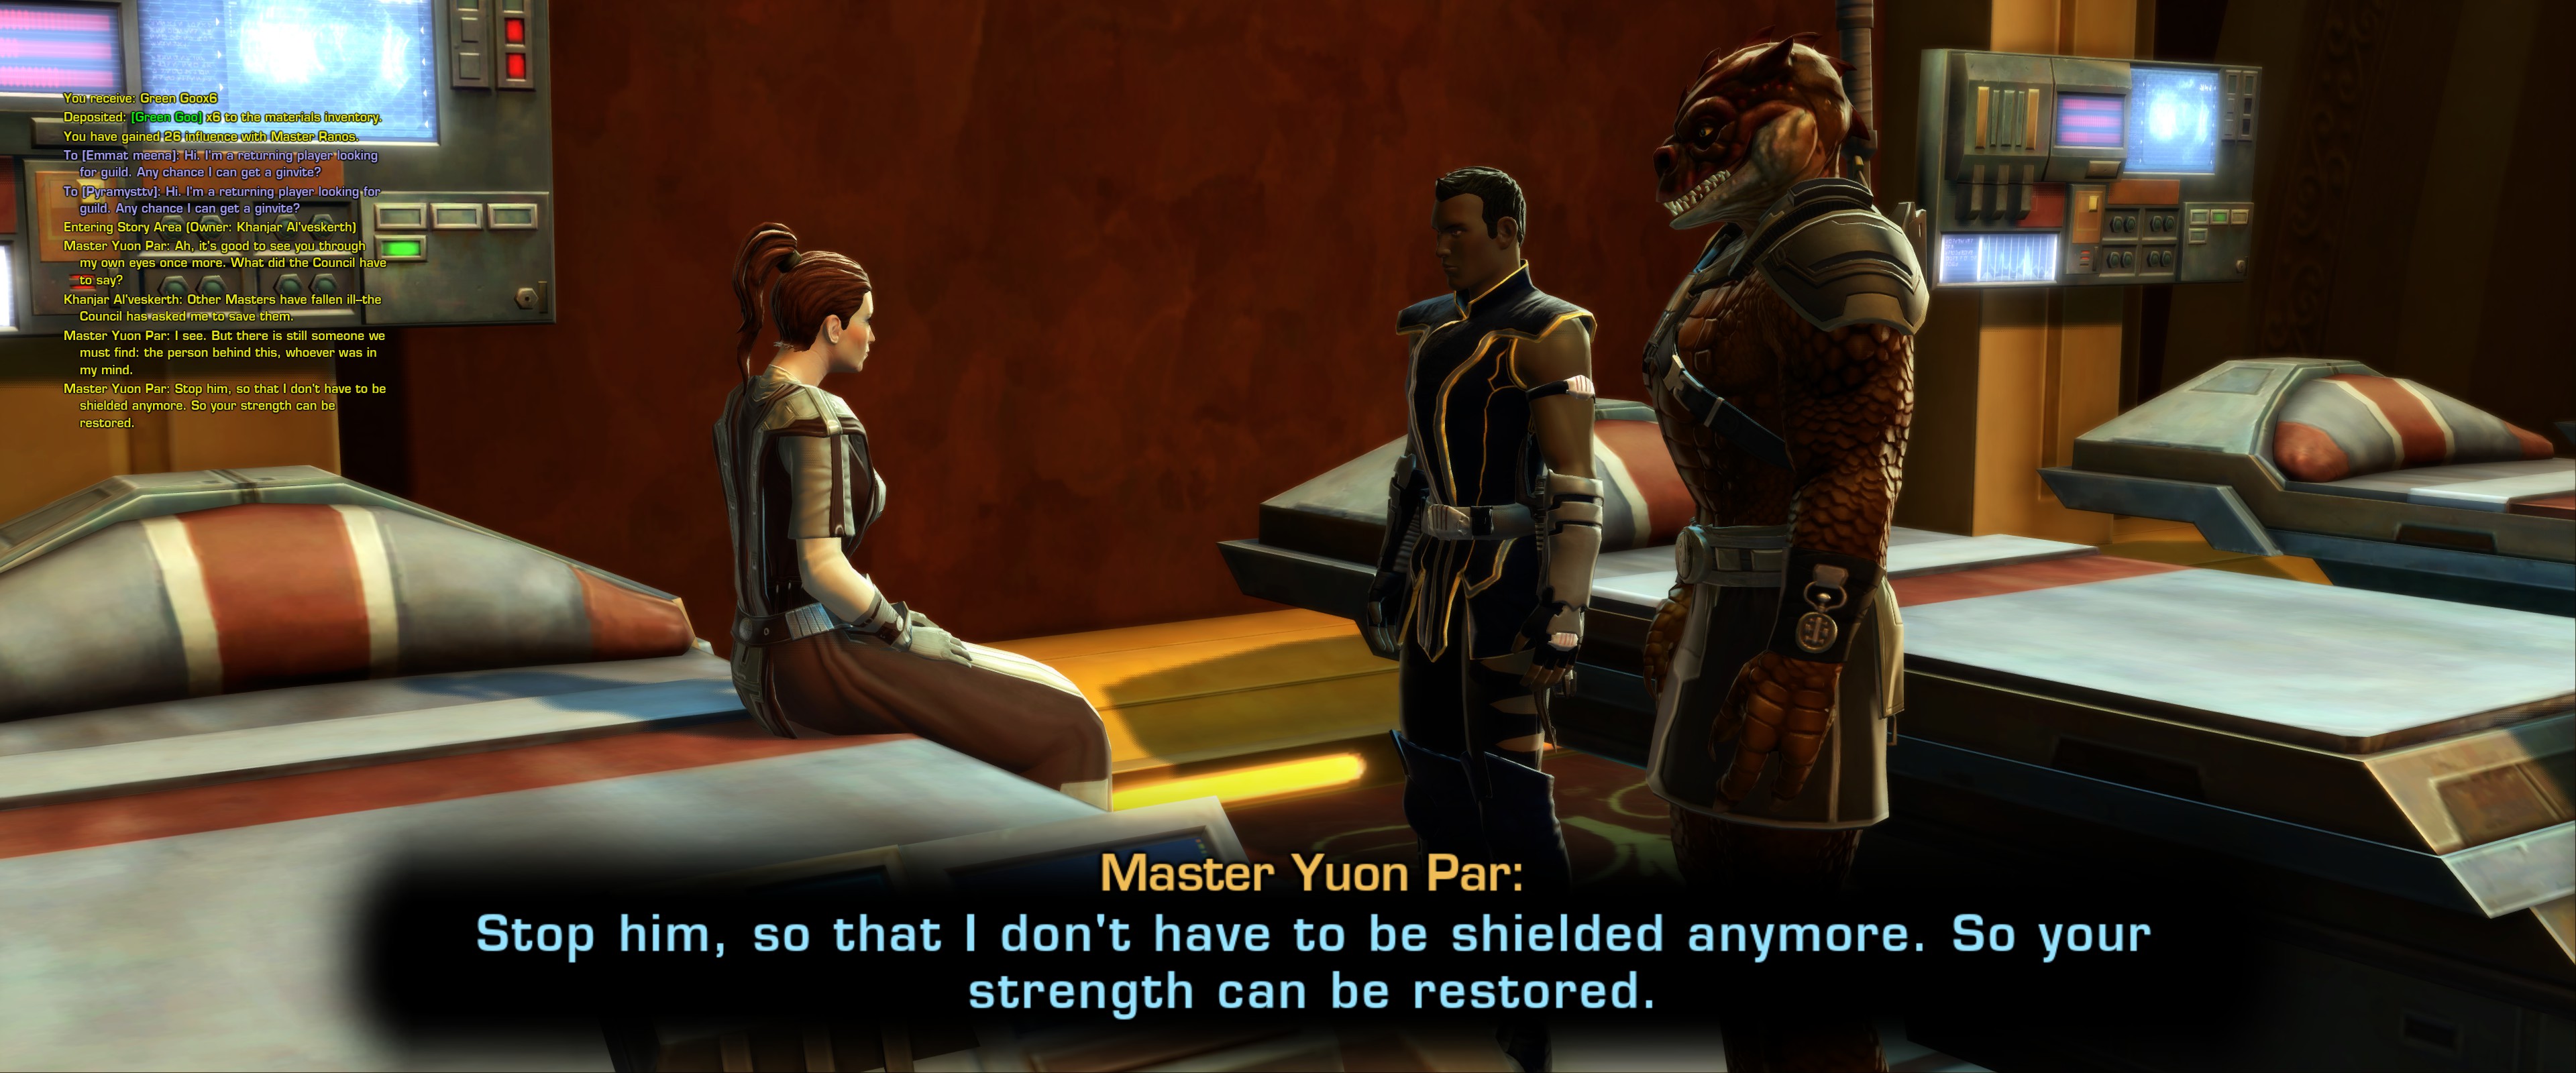 You receive: Green Goox6
Deposited: [Green Goo] x6 to the materials inventory.
You have gained 26 influence with Master Ranos.
To [Emmat meena]: Hi. I'm a returning player looking
for guild. Any chance I can get a ginvite?
To [Pyramysttv]: Hi. I'm a returning player looking for
guild. Any chance I can get a ginvite?
Entering Story Area (Owner: Khanjar Al'veskerth)
Master Yuon Par: Ah, it's good to see you through
my own eyes once more. What did the Council have
to say?
Khanjar Al'veskerth: Other Masters have fallen ill–the
Council has asked me to save them.
Master Yuon Par: I see. But there is still someone we
must find: the person behind this, whoever was in
my mind.
Master Yuon Par: Stop him, so that I don't have to be
shielded anymore. So your strength can be
restored.
Master Yuon Par:
Stop him, so that I don't have to be shielded anymore. So your
strength can be restored.